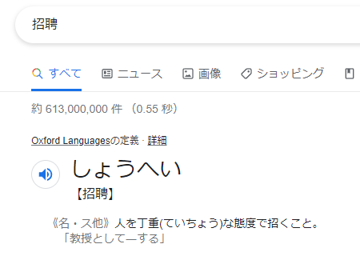 招聘
すべて ニュース 画像 ショッピング
約 613,000,000 件 （0.55 秒）
Oxford Languagesの定義 · 詳細
しょうへい
【招聘】
《名・ス他》人を丁重(ていちょう)な態度で招くこと。
「教授として―する」